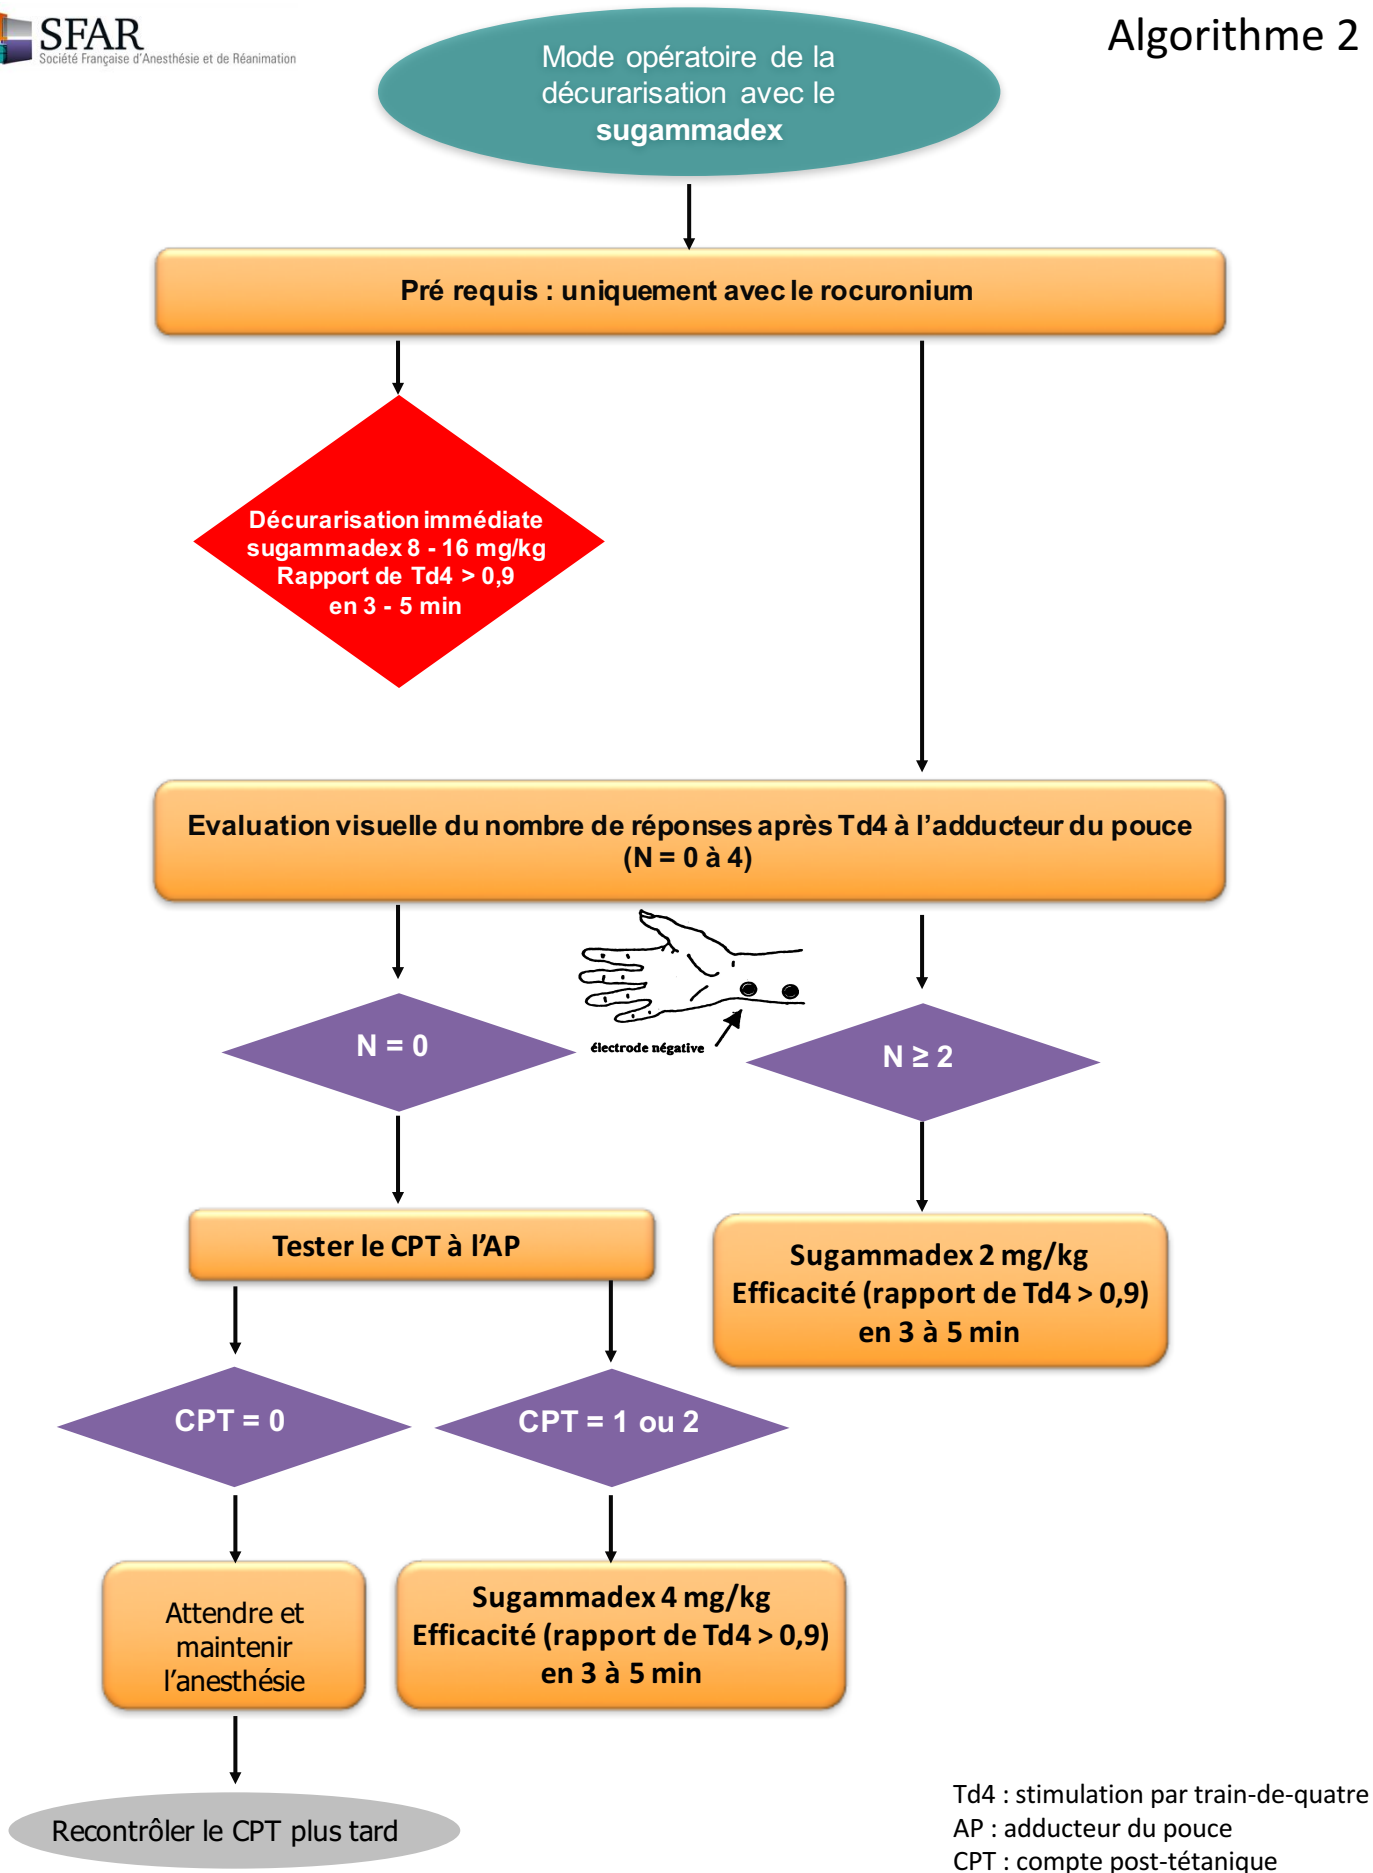 SFAR
Société Française d'Anesthésie et de Réanimation
Algorithme 2
Mode opératoire de la
décurarisation avec le
sugammadex
Pré requis : uniquement avec le rocuronium
Décurarisation immédiate
sugammadex 8 - 16 mg/kg
Rapport de Td4 > 0,9
en 3 - 5 min
Evaluation visuelle du nombre de réponses après Td4 à l’adducteur du pouce
(N = 0 à 4)
N = 0
électrode négative
N ≥ 2
Tester le CPT à l’AP
Sugammadex 2 mg/kg
Efficacité (rapport de Td4 > 0,9)
en 3 à 5 min
CPT = 0
CPT = 1 ou 2
Attendre et
maintenir
l’anesthésie
Sugammadex 4 mg/kg
Efficacité (rapport de Td4 > 0,9)
en 3 à 5 min
Recontrôler le CPT plus tard
Td4 : stimulation par train-de-quatre
AP : adducteur du pouce
CPT : compte post-tétanique